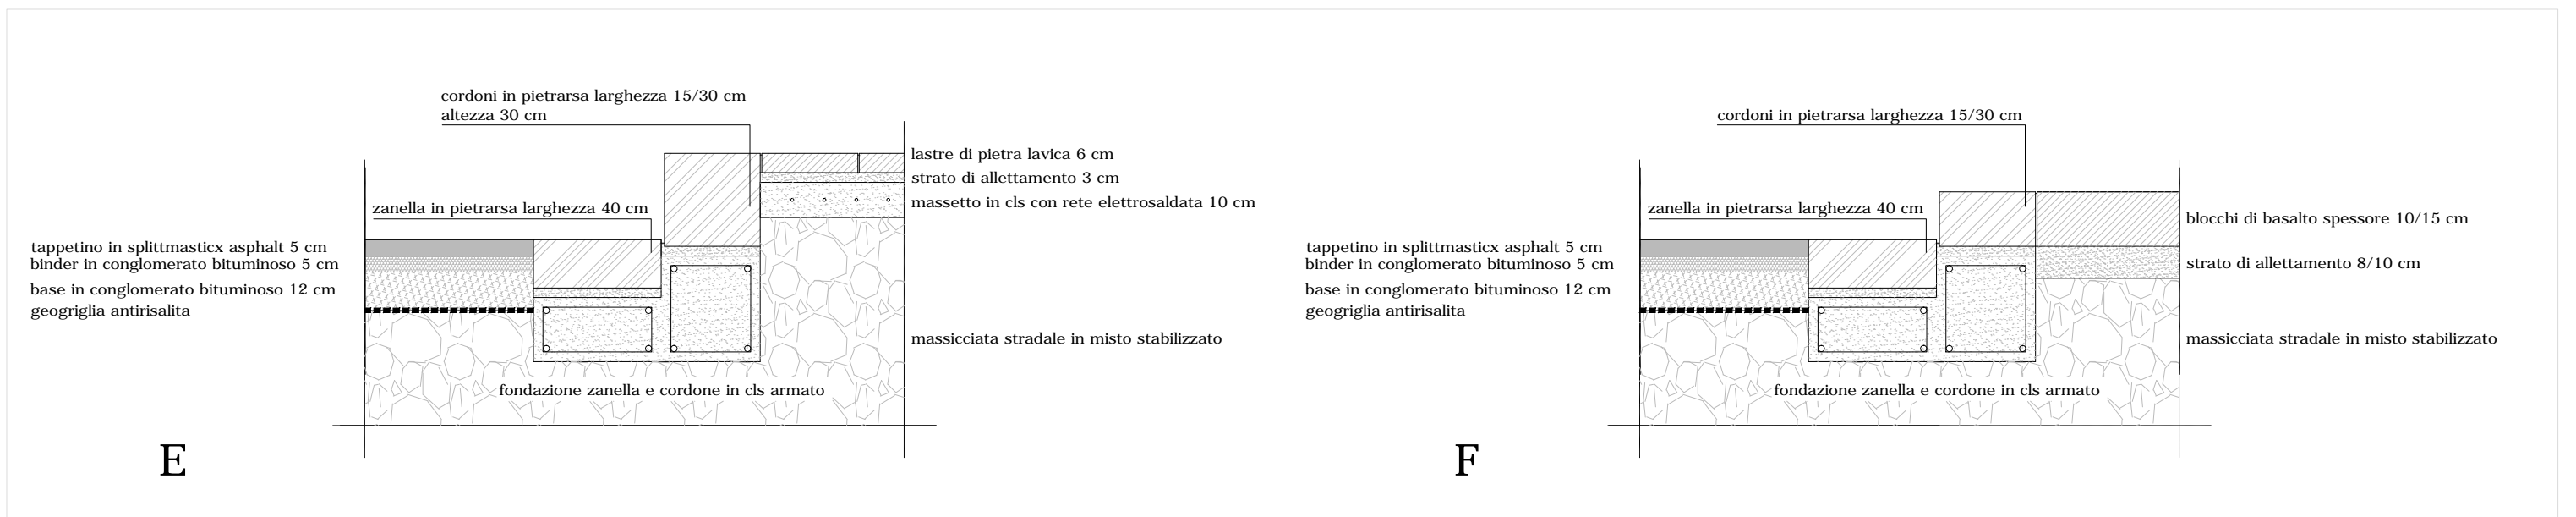 cordoni in pietrarsa larghezza 15/30 cm
altezza 30 cm
zanella in pietrarsa larghezza 40 cm
tappetino in splittmasticx asphalt 5 cm
binder in conglomerato bituminoso 5 cm
base in conglomerato bituminoso 12 cm
geogriglia antirisalita
lastre di pietra lavica 6 cm
strato di allettamento 3 cm
massetto in cls con rete elettrosaldata 10 cm
massicciata stradale in misto stabilizzato
fondazione zanella e cordone in cls armato
E
cordoni in pietrarsa larghezza 15/30 cm
zanella in pietrarsa larghezza 40 cm
tappetino in splittmasticx asphalt 5 cm
binder in conglomerato bituminoso 5 cm
base in conglomerato bituminoso 12 cm
geogriglia antirisalita
blocchi di basalto spessore 10/15 cm
strato di allettamento 8/10 cm
massicciata stradale in misto stabilizzato
fondazione zanella e cordone in cls armato
F